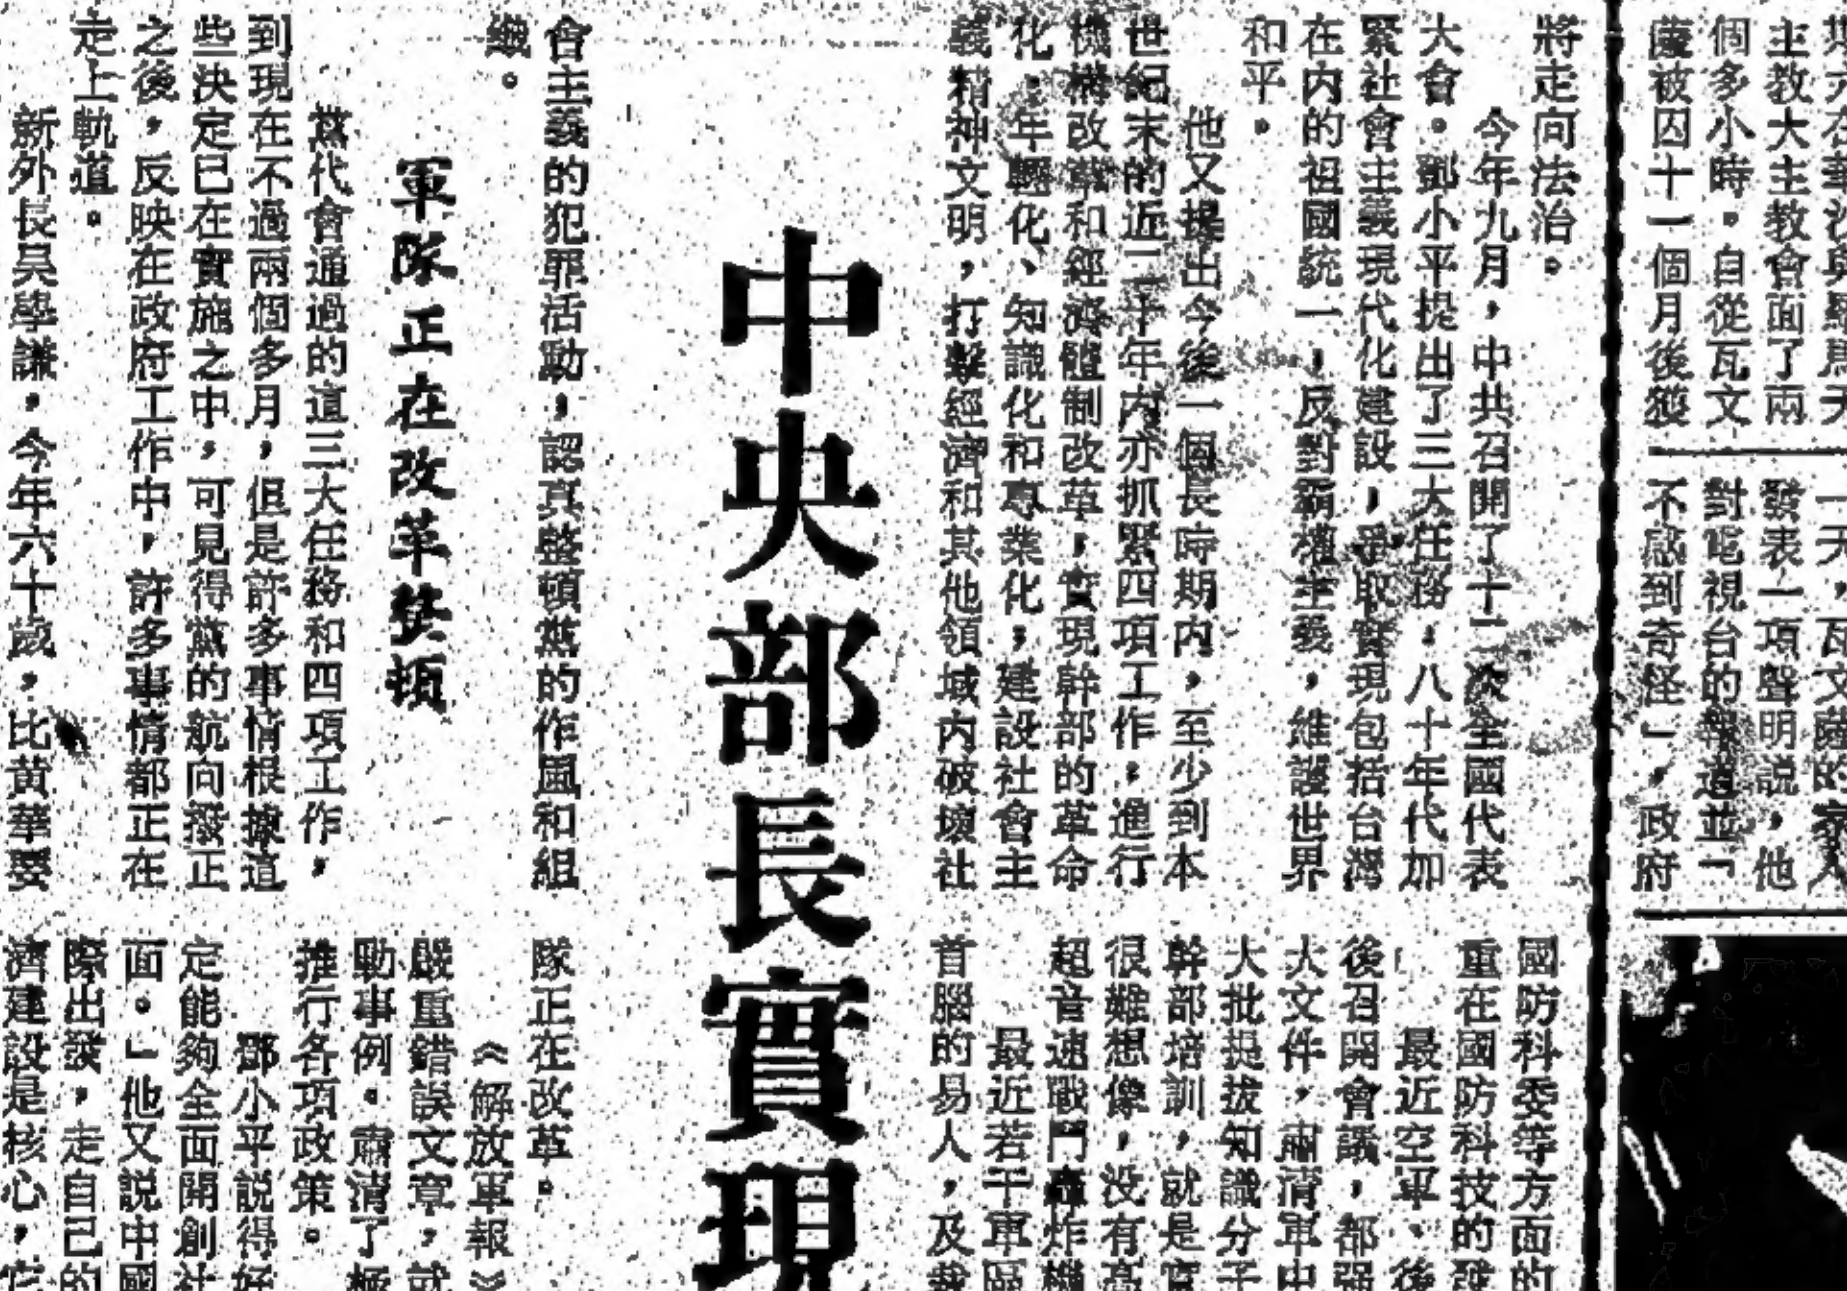 主教大主教會面了兩
個多小時。自從瓦文
薩被囚十一個月後獲
一天，瓦文薩的家人
發表一項聲明説，他
對電視台的報道並「
不感到奇怪」，政府
將走向法治。
今年九月，中共召開了十二次全國代表
大會。鄧小平提出了三大任務：八十年代加
緊社會主義現代化建設，爭取實現包括台灣
在內的祖國統一，反對霸權主義，維護世界
和平。
他又提出今後一個長時期內，至少到本
世紀末的近二十年內亦抓緊四項工作，進行
機構改革和經濟體制改革，實現幹部的革命
化、年輕化、知識化和專業化，建設社會主
義精神文明，打擊經濟和其他領域內破壞社
國防科委等方面的
重在國防科技的發
最近空軍、後
後召開會議，都强
大文件，肅清軍中
大批提拔知識分子
幹部培訓，就是官
很難想像，没有高
超音速戰鬥轟炸機
最近若干軍區
首腦的易人，及裁
中央部長實現
會主義的犯罪活動，認真整頓黨的作風和組
織。
軍隊正在改革整頓
黨代會通過的這三大任務和四項工作，
到現在不過兩個多月，但是許多事情根據這
些決定已在實施之中，可見得黨的航向撥正
之後，反映在政府工作中，許多事情都正在
走上軌道。
新外長吳學謙，今年六十歲，比黃華要
隊正在改革。
《解放軍報》
嚴重錯誤文章，就
動事例。肅清了極
推行各項政策。
鄧小平説得好
定能夠全面開創社
面。」他又説中國
際出發，走自己的
濟建設是核心，它